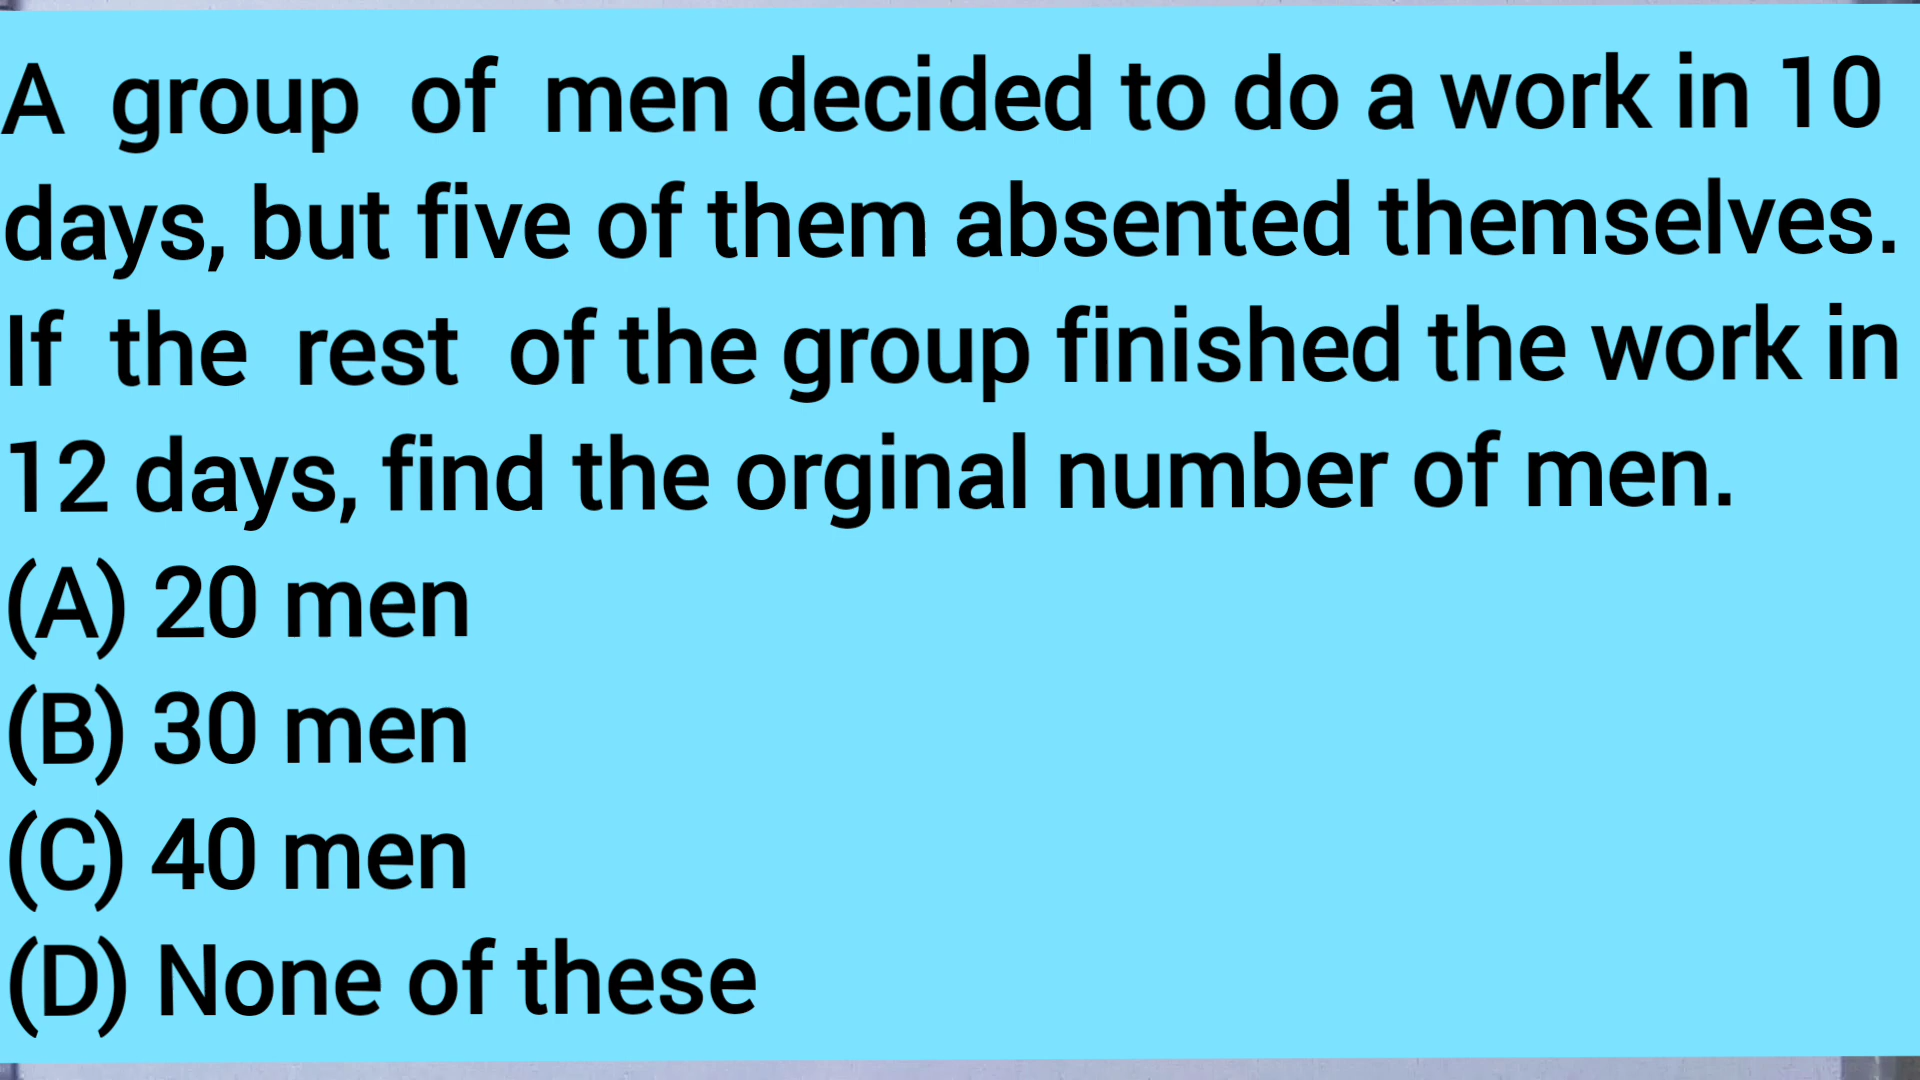 A group of men decided to do a work in 10
days, but five of them absented themselves.
If the rest of the group finished the work in
12 days, find the orginal number of men.
(A) 20 men
(B) 30 men
(C) 40 men
(D) None of these